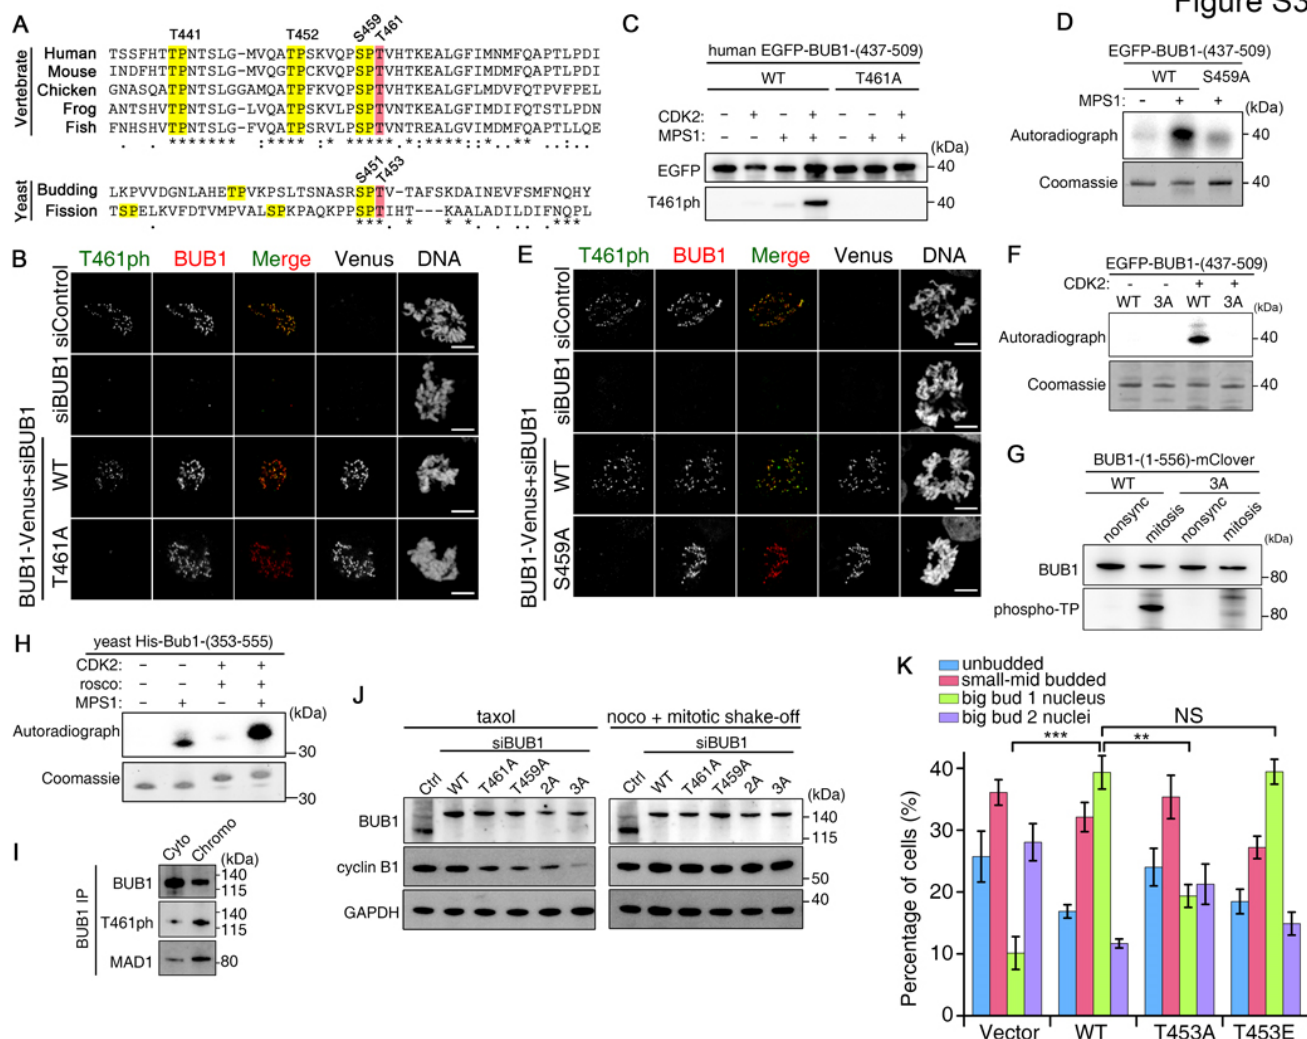 Figure S3
A
T441 T452 S459 T461
Vertebrate
Human TSSFHTTPNTSLG-MVQATPSKVQPSPTVHTKEALGFIMNMFQAPTLPDI
Mouse INDFHTTPNTSLG-MVQGTPCKVQPSPTVHTKEALGFIMDMFQAPTLPDI
Chicken GNASQATPNTSLGGAMQATPFKVQPSPTVHTKEALGFIMDVFQTPVFPEL
Frog ANTSHVTPNTSLG-LVQATPSKVQPSPTVNTKEALGFIMDMFQTSTLPDN
Fish FNHSHVTPNTSLG-FVQATPSRVLPSPTVNTREALGVIMDMFQAPTLLQE
S451 T453
Yeast
Budding LKPVVDGNLAHETPVKPSLTSNASRSPTV-TAFSKDAINEVFSMFNQHY
Fission TSPELKVFDTVMPVALSPKPAQKPPSPTIHT---KAALADILDIFNQPL
B
T461ph BUB1 Merge Venus DNA
siControl
siBUB1
BUB1-Venus+siBUB1
WT
T461A
C
human EGFP-BUB1-(437-509)
WT T461A
CDK2: - + - + - - +
MPS1: - - + + - + +
(kDa)
EGFP 40
T461ph 40
D
EGFP-BUB1-(437-509)
WT S459A
MPS1: - + +
(kDa)
Autoradiograph 40
Coomassie 40
E
T461ph BUB1 Merge Venus DNA
siControl
siBUB1
BUB1-Venus+siBUB1
WT
S459A
F
EGFP-BUB1-(437-509)
CDK2: - - + +
WT 3A WT 3A
(kDa)
Autoradiograph 40
Coomassie 40
G
BUB1-(1-556)-mClover
WT 3A
nonsync mitosis nonsync mitosis
(kDa)
BUB1 80
phospho-TP 80
H
yeast His-Bub1-(353-555)
CDK2: - - + +
rosco: - - + +
MPS1: - + - +
(kDa)
Autoradiograph 30
Coomassie 30
I
Cyto Chromo
(kDa)
BUB1 IP
BUB1 140 115
T461ph 140 115
MAD1 80
J
taxol noco + mitotic shake-off
siBUB1 siBUB1
Ctrl WT T461A T459A 2A 3A Ctrl WT T461A T459A 2A 3A
(kDa)
BUB1 140 115
cyclin B1 50
GAPDH 40
K
unbudded
small-mid budded
big bud 1 nucleus
big bud 2 nuclei
NS
*** **
Percentage of cells (%)
40
30
20
10
0
Vector WT T453A T453E